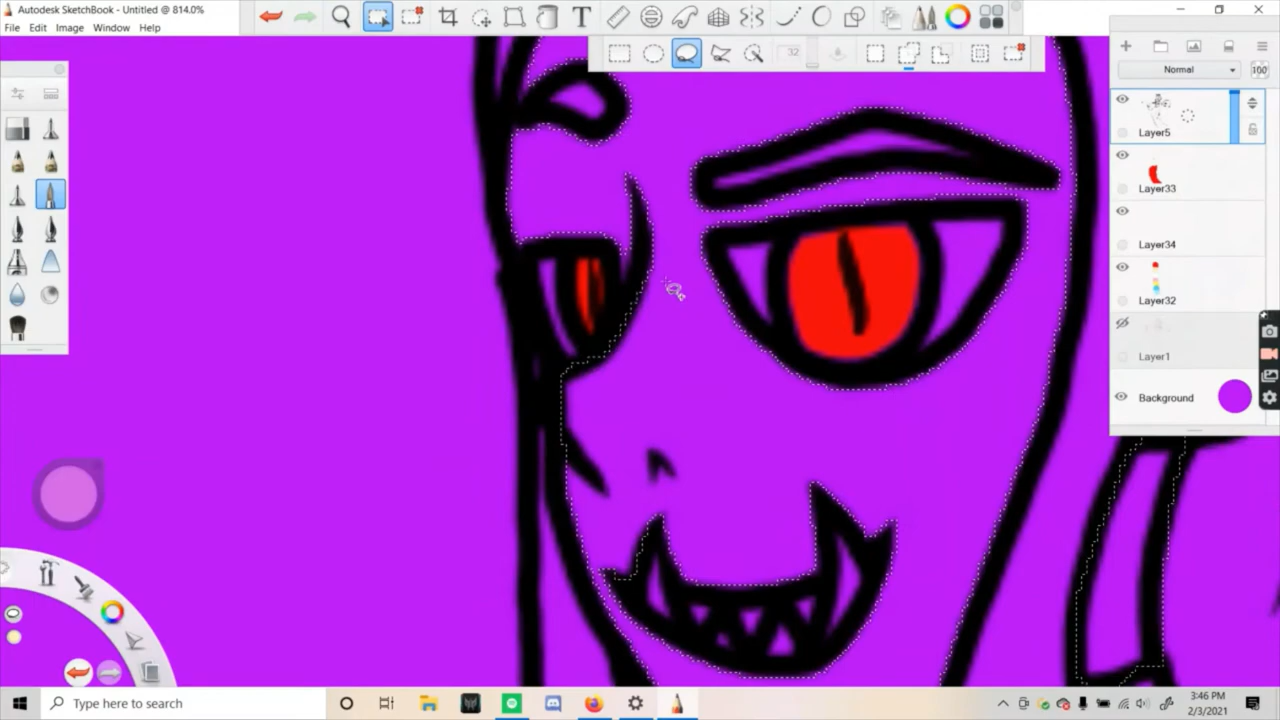 Autodesk SketchBook - Untitled @ 814.0%
File Edit Image Window Help
T
32
Normal
100
Layer5
Layer33
Layer34
Layer32
Layer1
Background
Type here to search
3:46 PM
2/3/2021